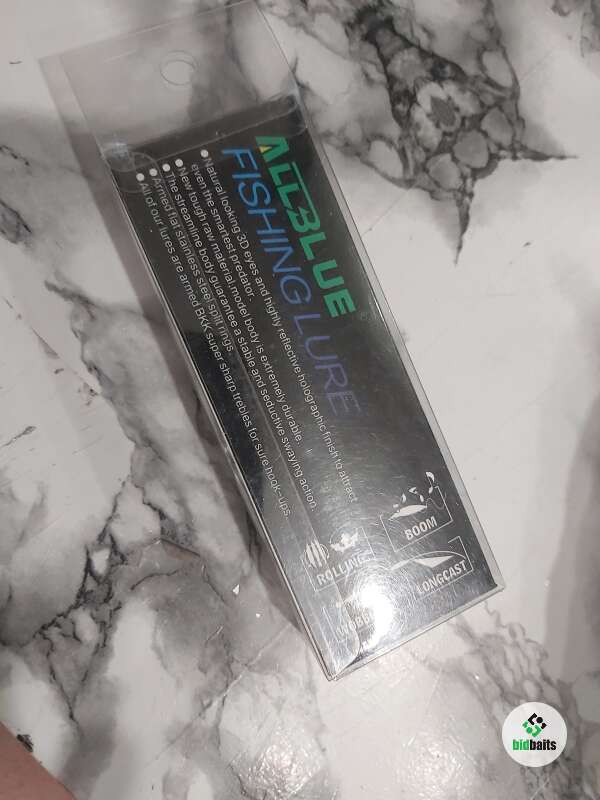 ALLBLUE
FISHING LURE
●Natural looking 3D eyes and highly reflective holographic finish to attract
even the smartest predator.
●New tough raw material,model body is extremely durable.
●The streamline body guarantee a stable and seductive swaying action.
●Armed flat stainless steel split rings.
●All of our lures are armed BKK super sharp trebles for sure hook-ups.
BOOM
ROLLING
LONGCAST
bidbaits